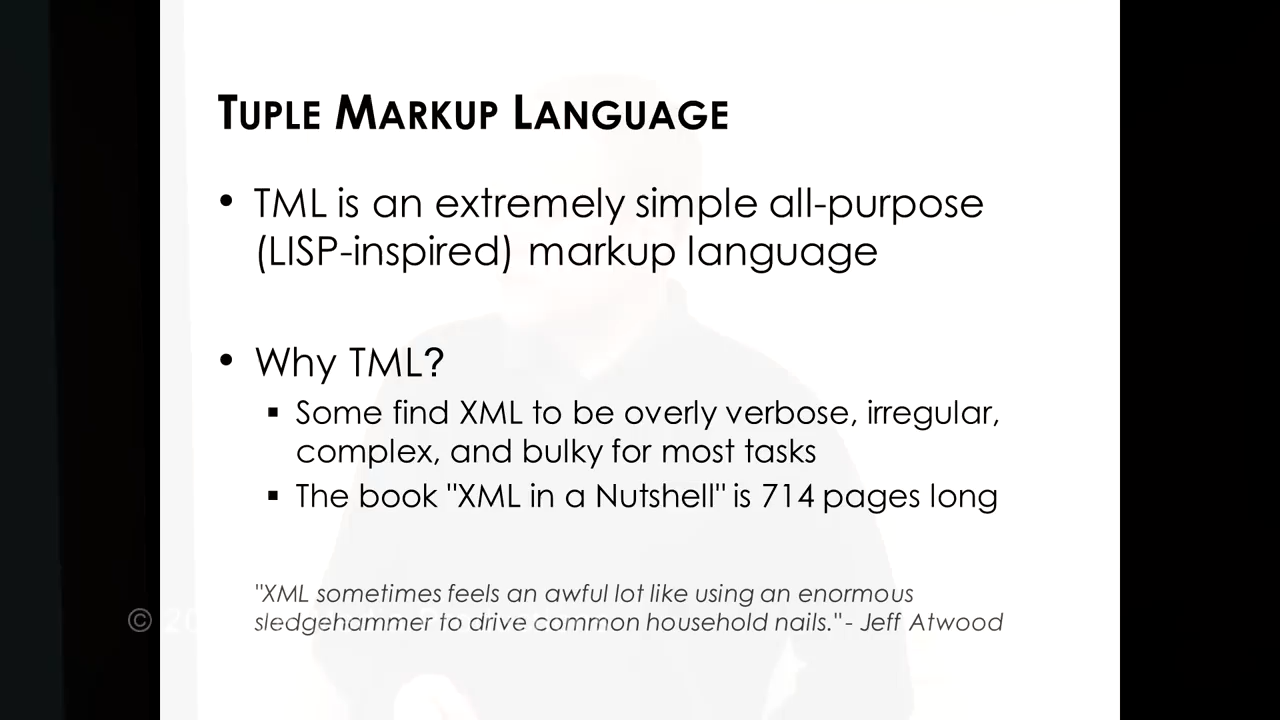 TUPLE MARKUP LANGUAGE
• TML is an extremely simple all-purpose
(LISP-inspired) markup language
• Why TML?
▪ Some find XML to be overly verbose, irregular,
complex, and bulky for most tasks
▪ The book "XML in a Nutshell" is 714 pages long
"XML sometimes feels an awful lot like using an enormous
sledgehammer to drive common household nails." - Jeff Atwood
©